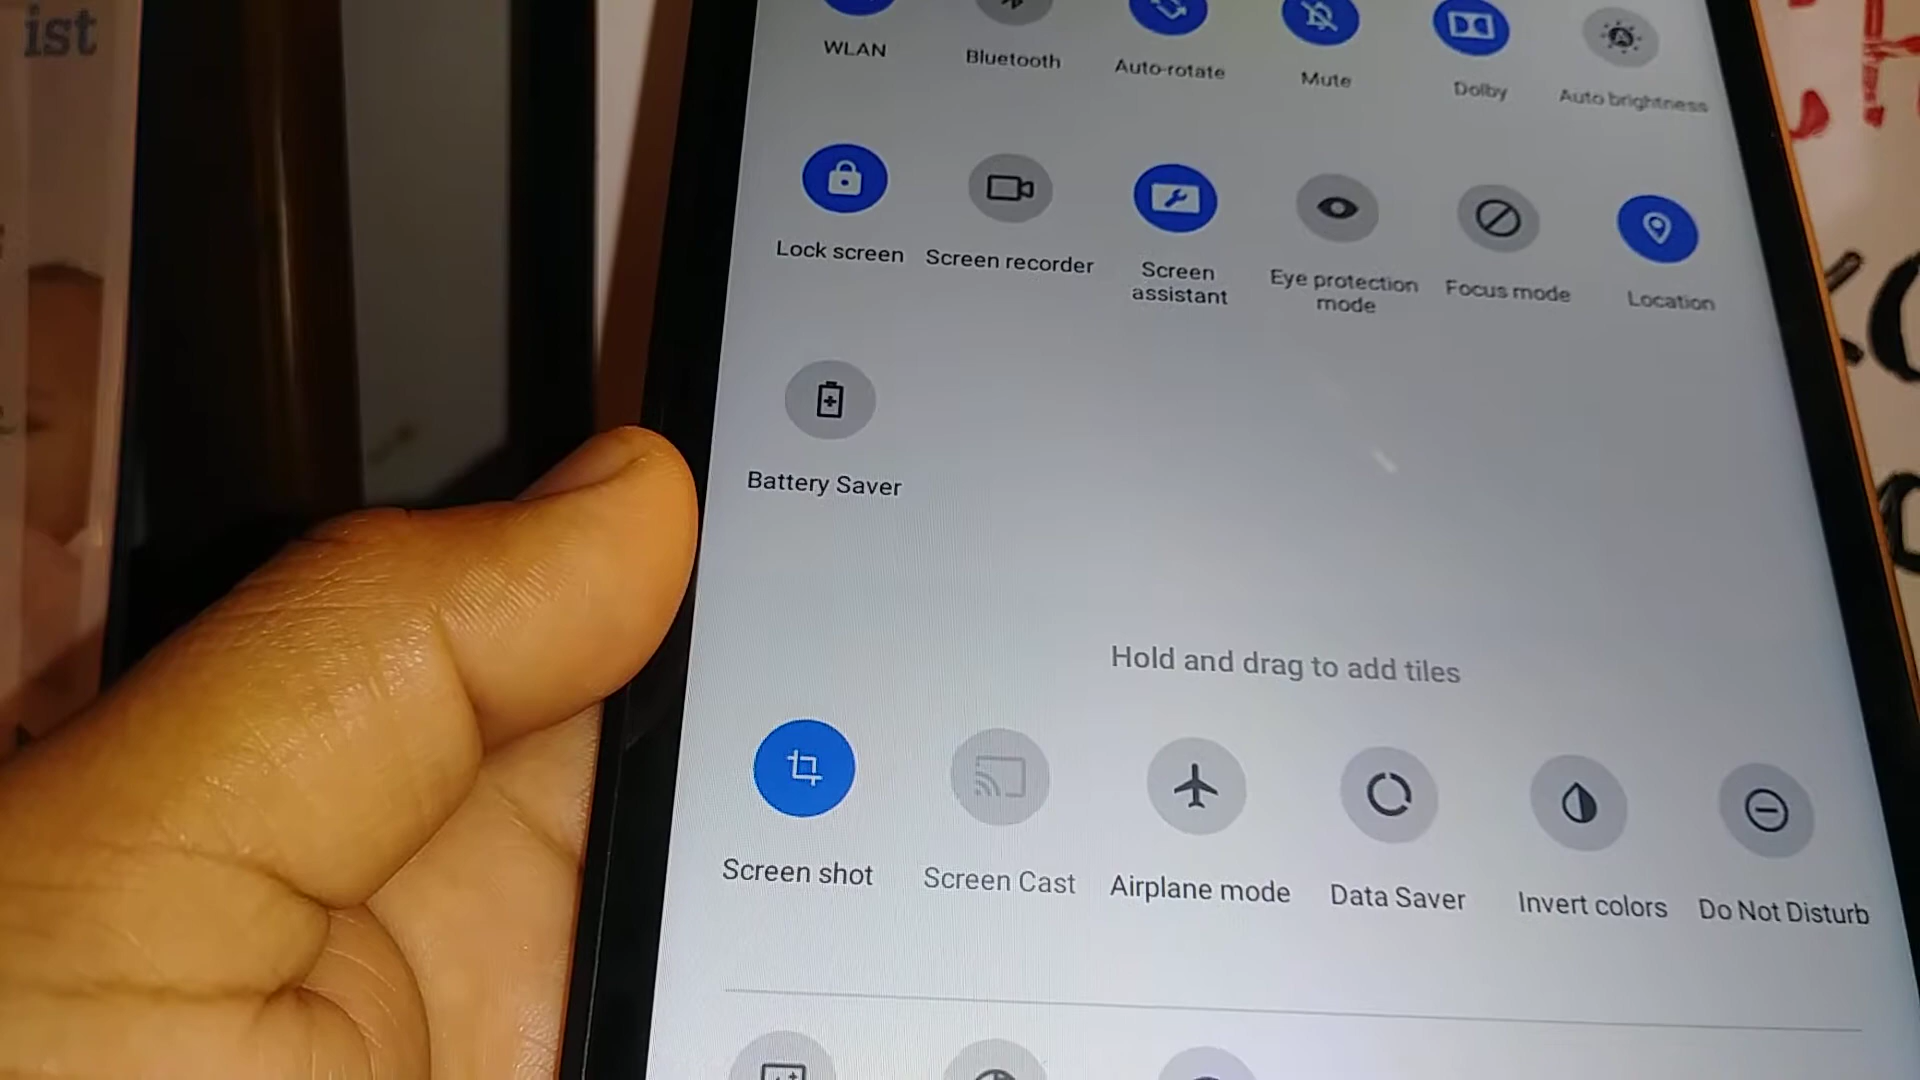 ist
WLAN
Bluetooth
Auto-rotate
Mute
Dolby
Auto brightness
Lock screen
Screen recorder
Screen
assistant
Eye protection
mode
Focus mode
Location
Battery Saver
Hold and drag to add tiles
Screen shot
Screen Cast
Airplane mode
Data Saver
Invert colors
Do Not Disturb